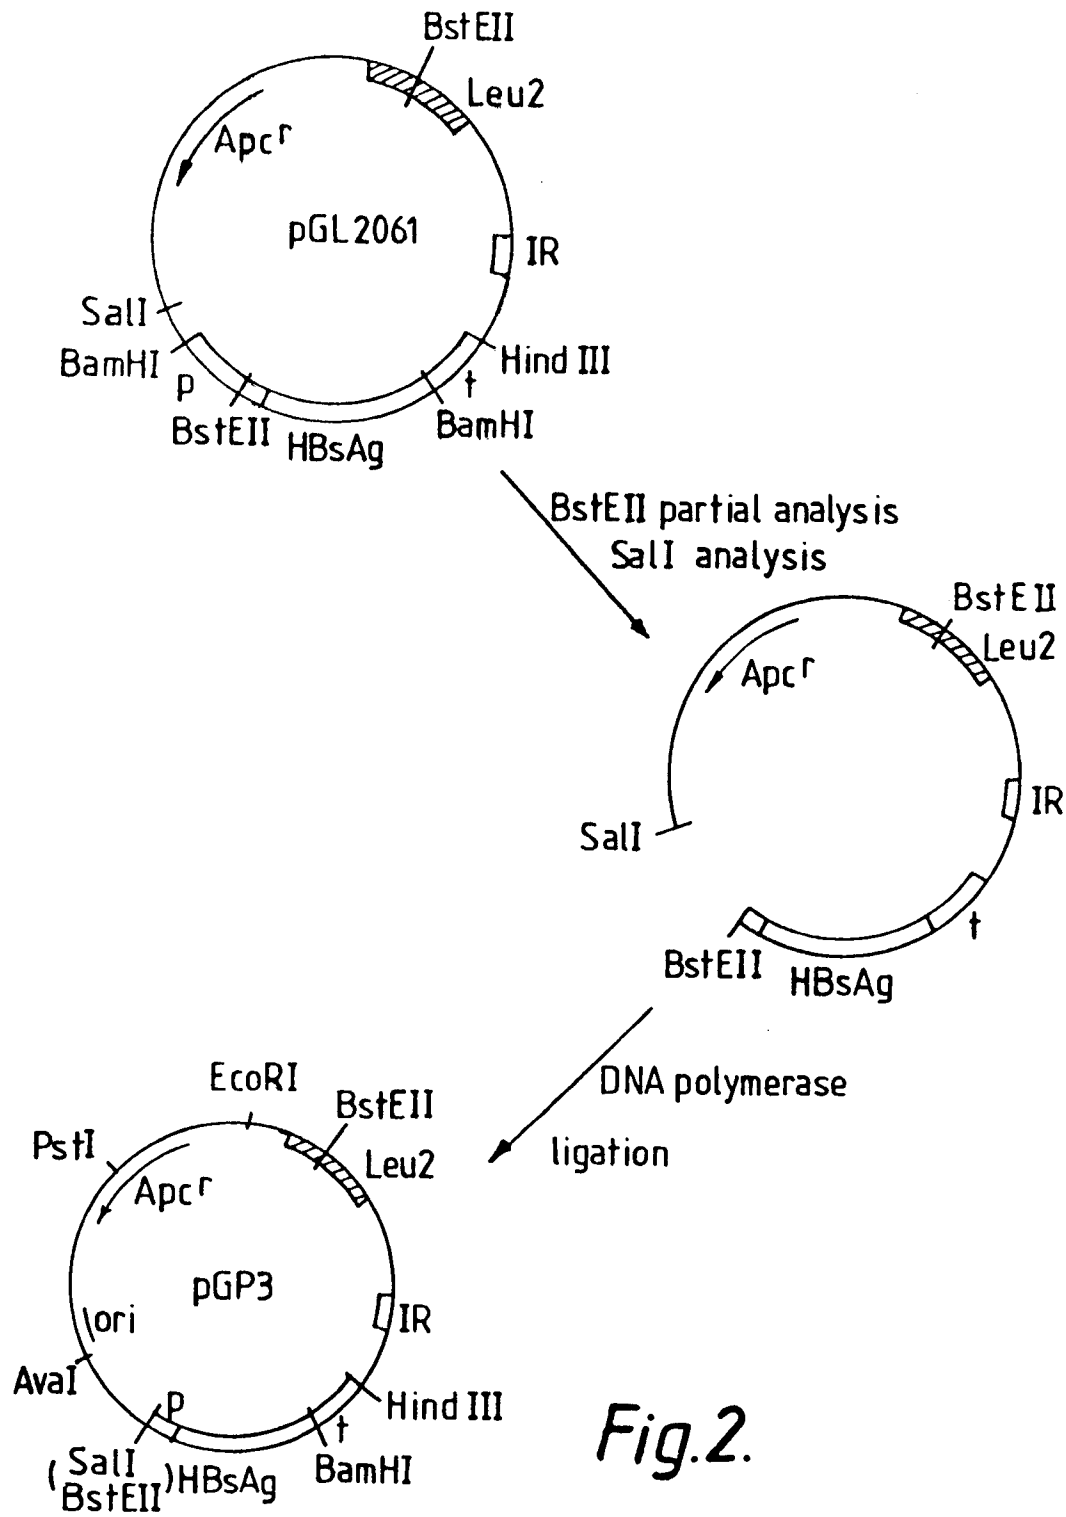 BstEII
Leu2
Apcr
pGL2061
IR
SalI
BamHI
p
BstEII
HBsAg
BamHI
t
Hind III
BstEII partial analysis
SalI analysis
BstEII
Leu2
Apcr
IR
SalI
BstEII
HBsAg
t
DNA polymerase
ligation
EcoRI
BstEII
PstI
Leu2
Apcr
pGP3
IR
ori
AvaI
p
Hind III
t
(SalI
BstEII)
HBsAg
BamHI
Fig.2.